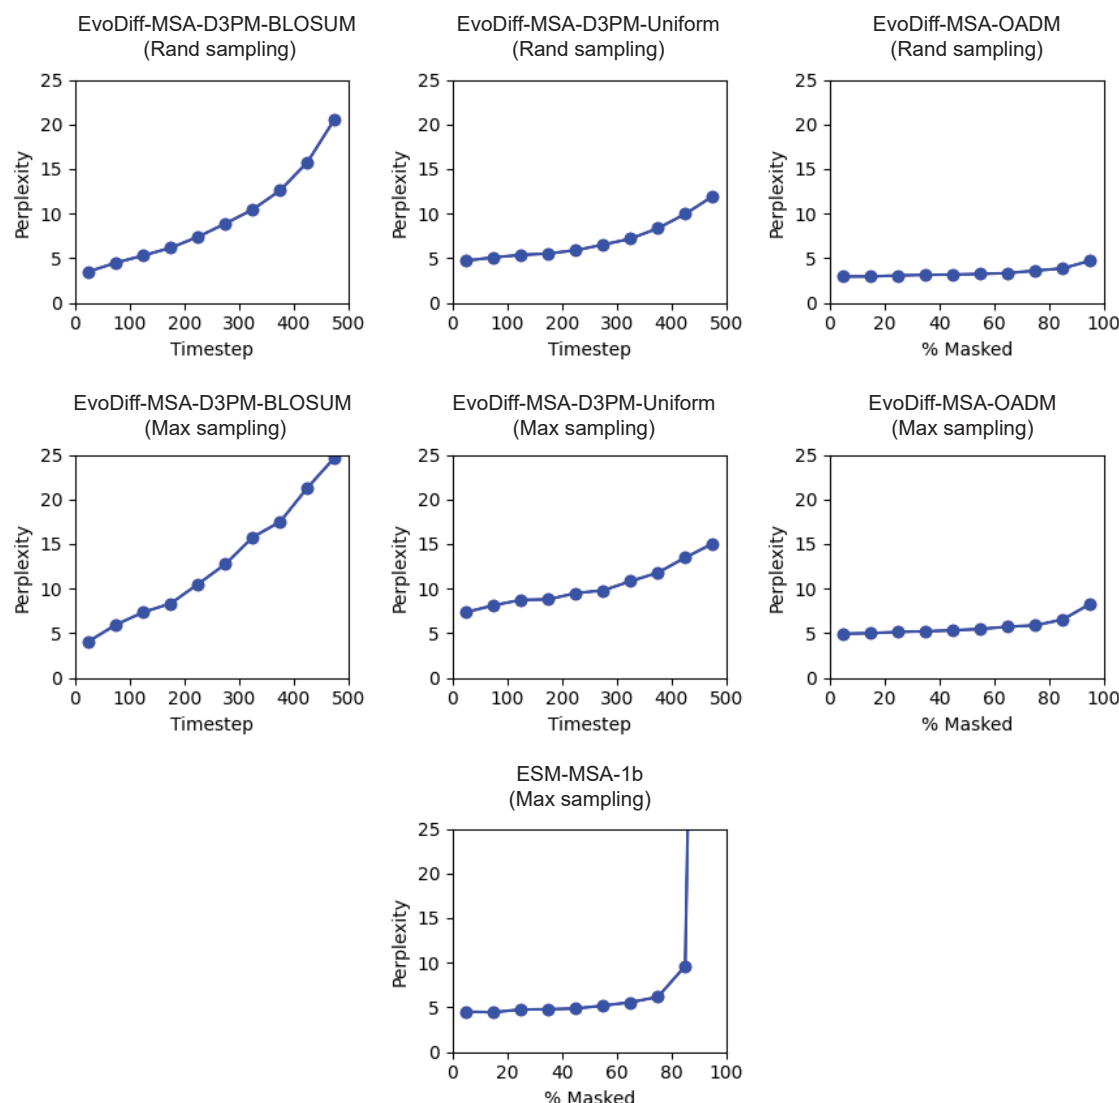 EvoDiff-MSA-D3PM-BLOSUM
(Rand sampling)
EvoDiff-MSA-D3PM-Uniform
(Rand sampling)
EvoDiff-MSA-OADM
(Rand sampling)
25
20
15
10
5
0
Perplexity
0 100 200 300 400 500
Timestep
25
20
15
10
5
0
Perplexity
0 100 200 300 400 500
Timestep
25
20
15
10
5
0
Perplexity
0 20 40 60 80 100
% Masked
EvoDiff-MSA-D3PM-BLOSUM
(Max sampling)
EvoDiff-MSA-D3PM-Uniform
(Max sampling)
EvoDiff-MSA-OADM
(Max sampling)
25
20
15
10
5
0
Perplexity
0 100 200 300 400 500
Timestep
25
20
15
10
5
0
Perplexity
0 100 200 300 400 500
Timestep
25
20
15
10
5
0
Perplexity
0 20 40 60 80 100
% Masked
ESM-MSA-1b
(Max sampling)
25
20
15
10
5
0
Perplexity
0 20 40 60 80 100
% Masked